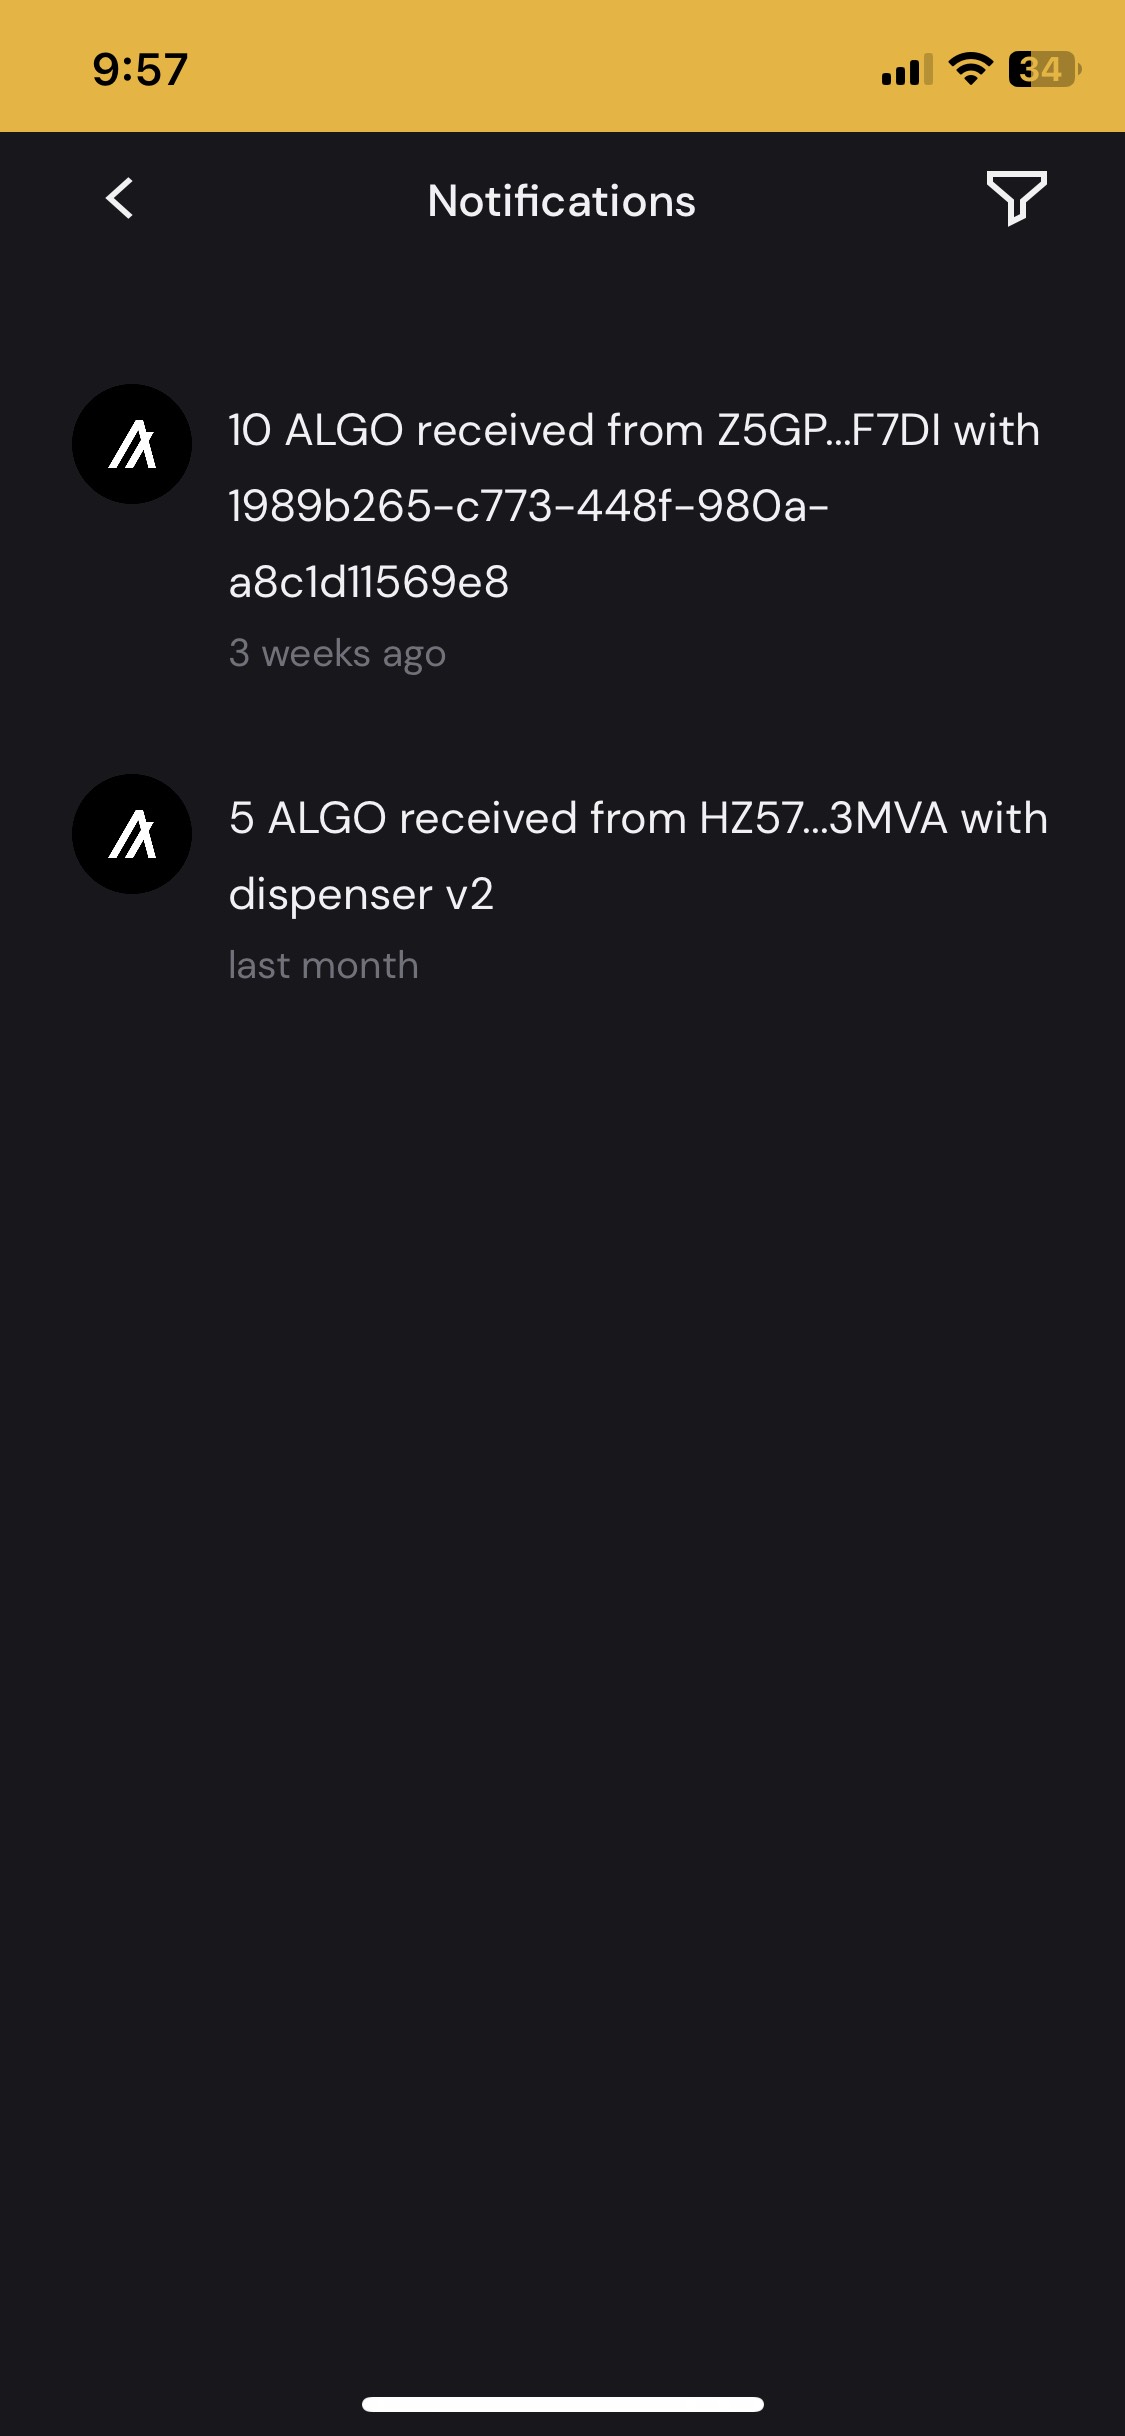 9:57
34
Notifications
10 ALGO received from Z5GP...F7DI with
1989b265-c773-448f-980a-
a8c1d11569e8
3 weeks ago
5 ALGO received from HZ57...3MVA with
dispenser v2
last month